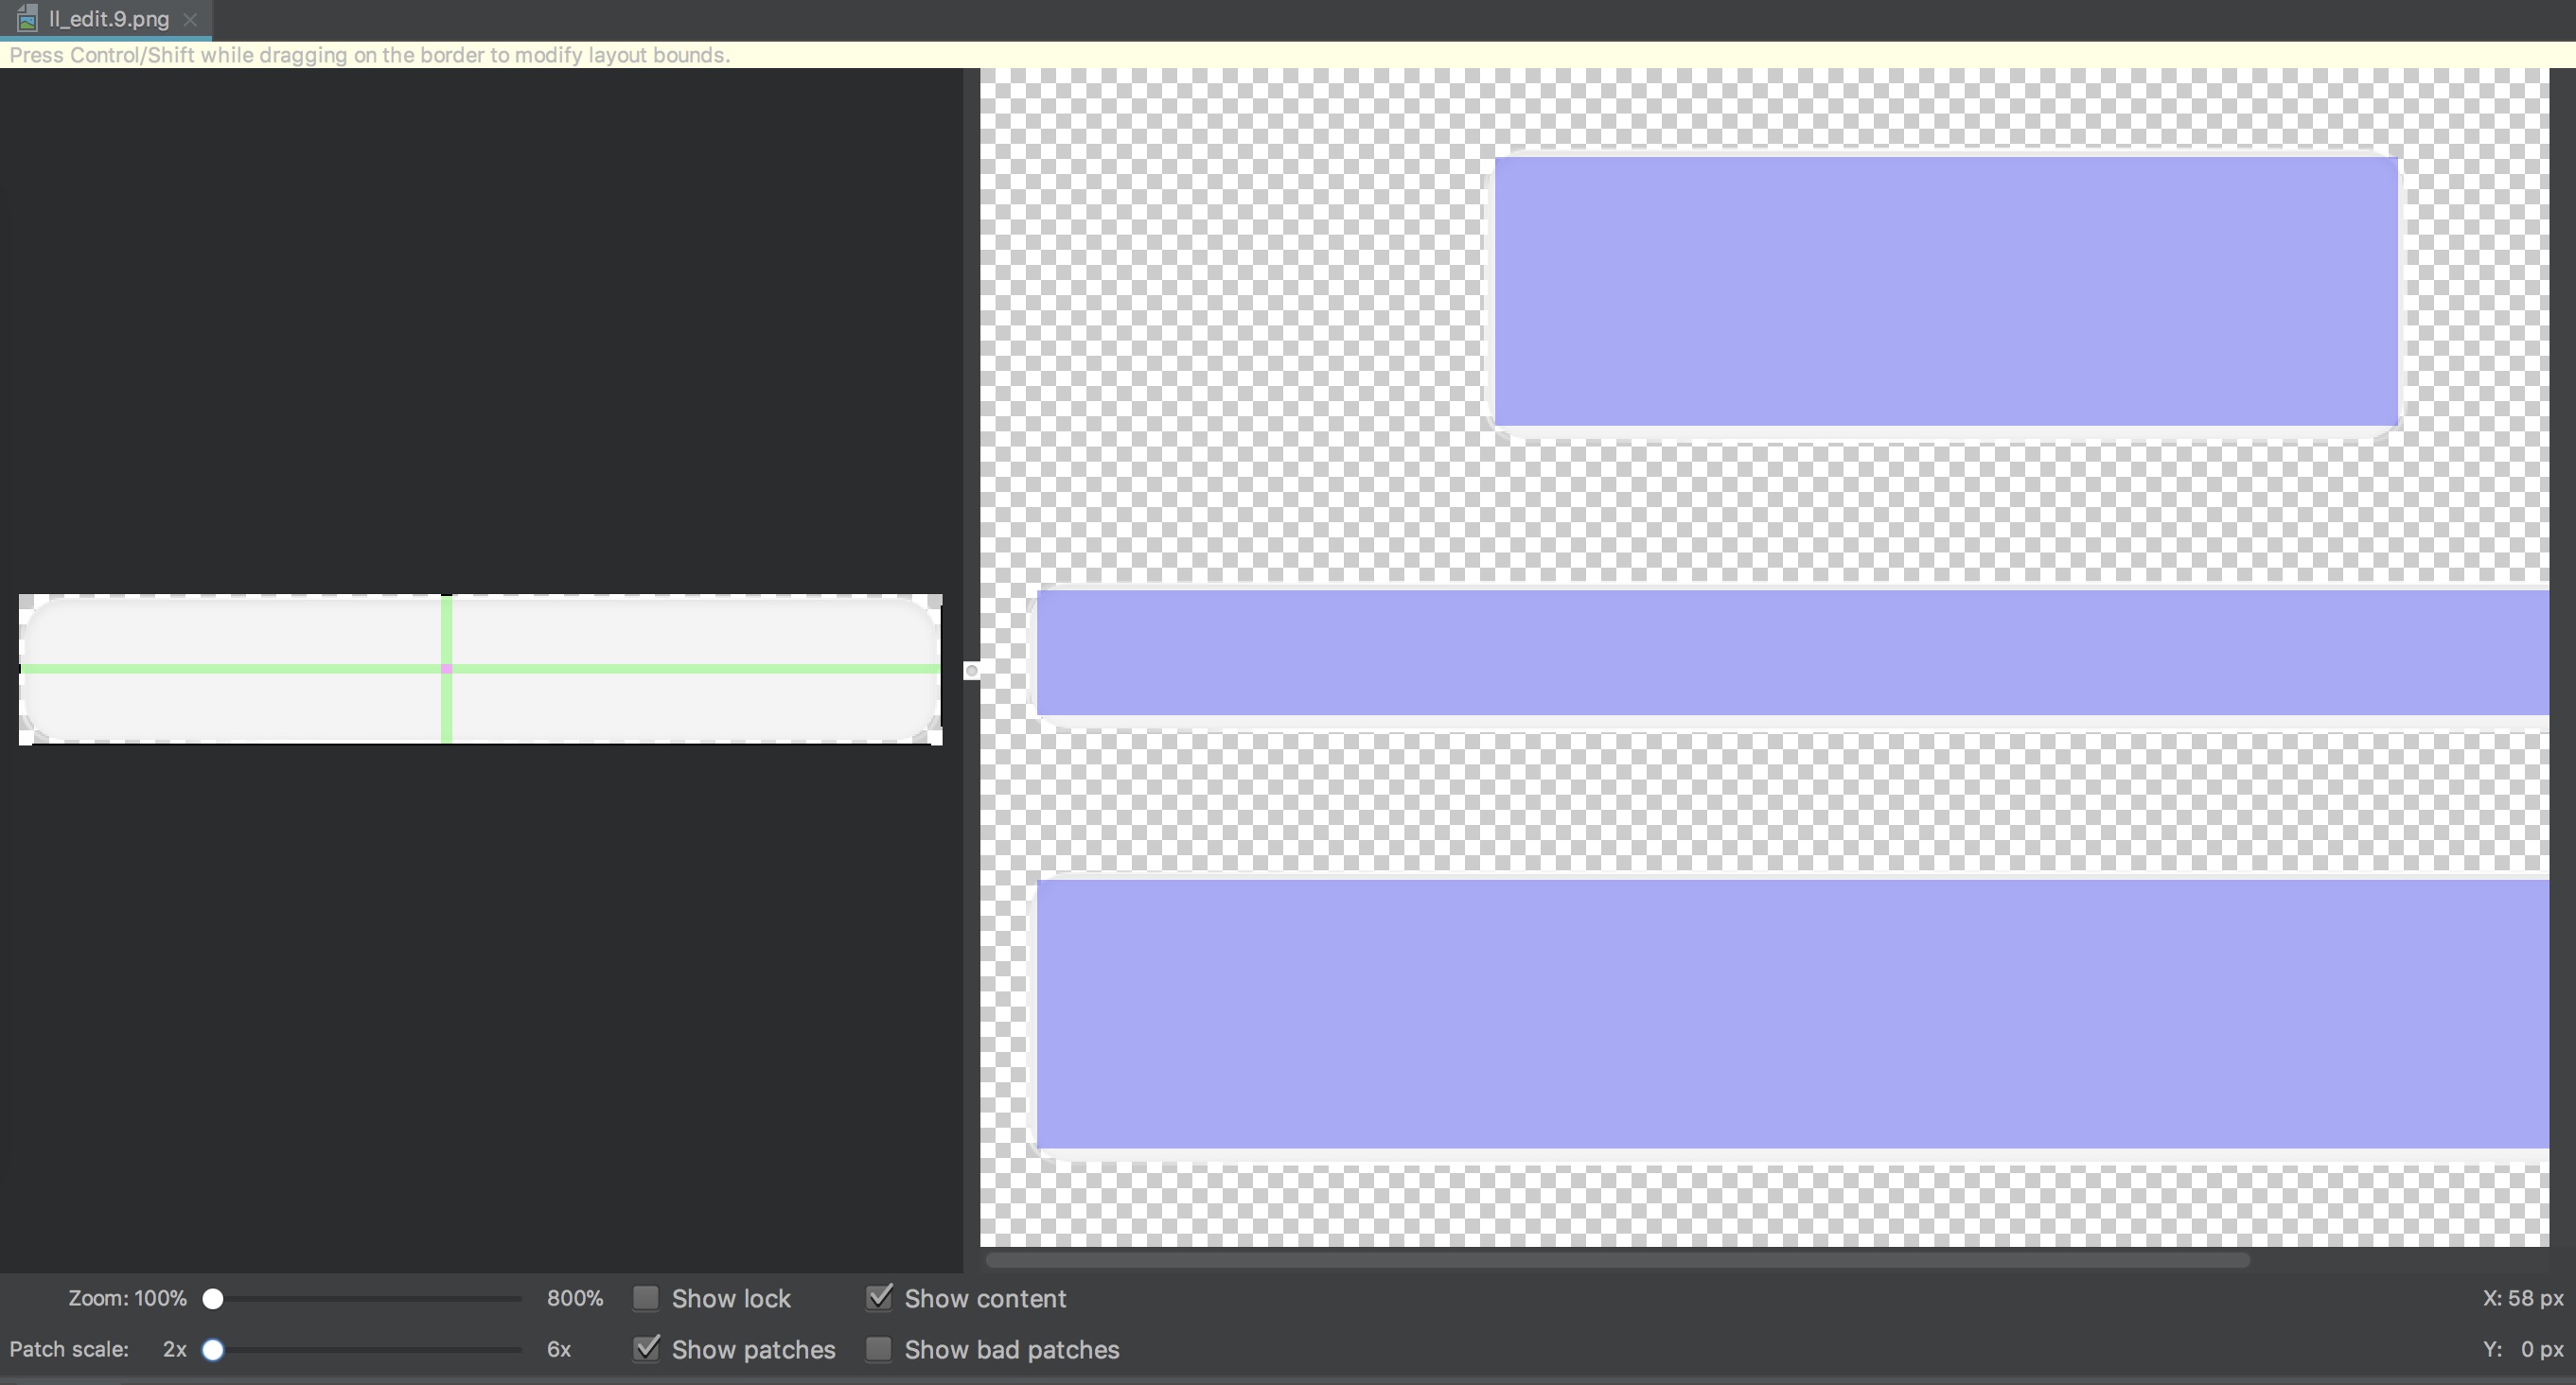 ll_edit.9.png
Press Control/Shift while dragging on the border to modify layout bounds.
Zoom: 100% 800% Show lock Show content X: 58 px
Patch scale: 2x 6x Show patches Show bad patches Y: 0 px